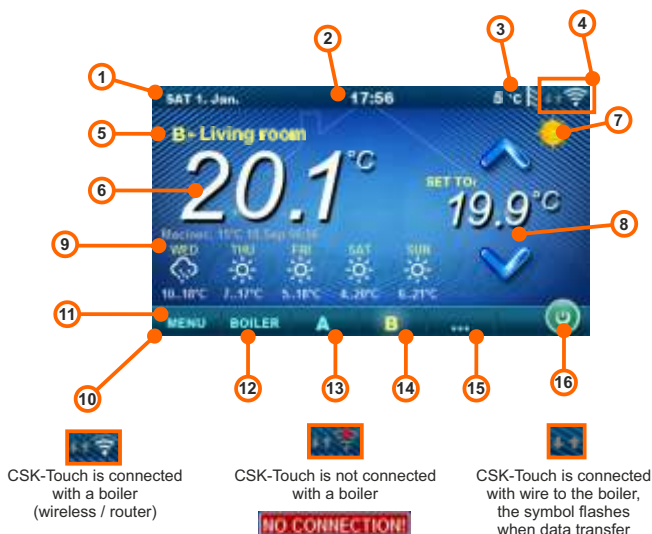 2
3
4
1
SAT 1. Jan.
17:56
°C
5
B - Living room
7
6
20.1°C
SET TO:
19.9°C
8
9
WED THU FRI SAT SUN
10..18°C 7..17°C 5..18°C 4..20°C 6..21°C
11
MENU BOILER A B ...
10
12
13
14
15
16
CSK-Touch is connected
with a boiler
(wireless / router)
CSK-Touch is not connected
with a boiler
NO CONNECTION!
CSK-Touch is connected
with wire to the boiler,
the symbol flashes
when data transfer